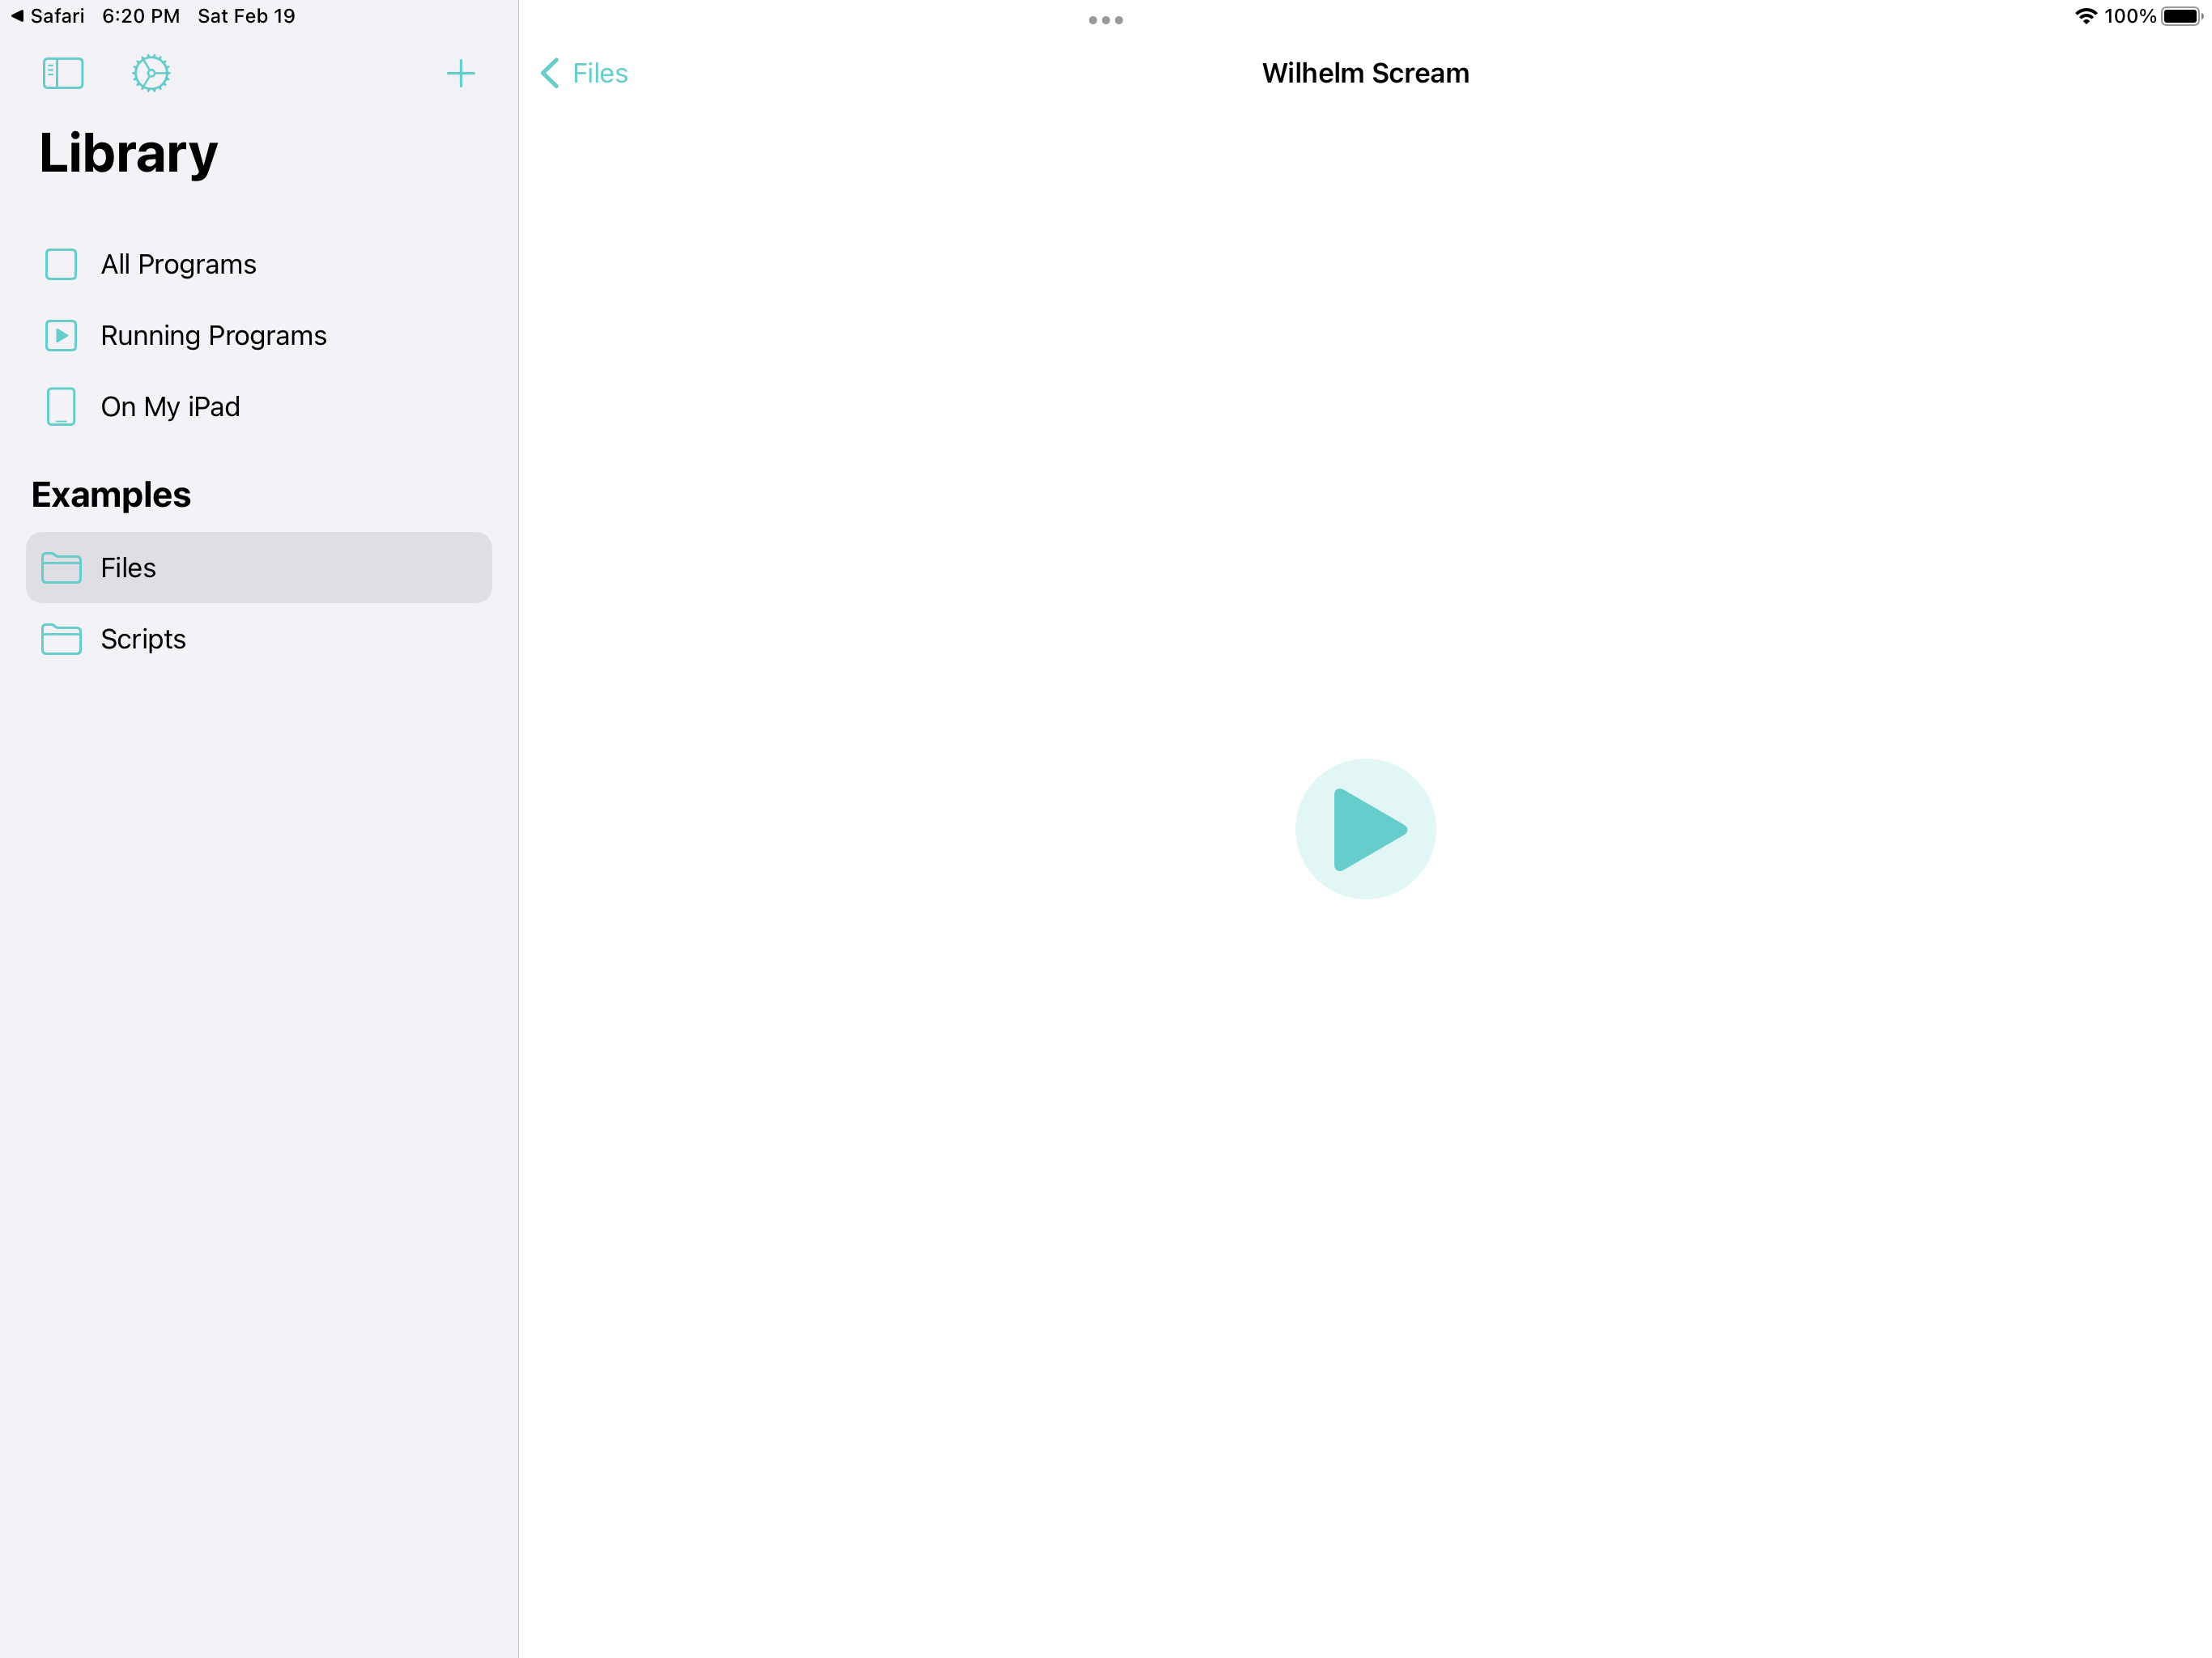 Safari 6:20 PM Sat Feb 19
100%
Library
All Programs
Running Programs
On My iPad
Examples
Files
Scripts
Files
Wilhelm Scream